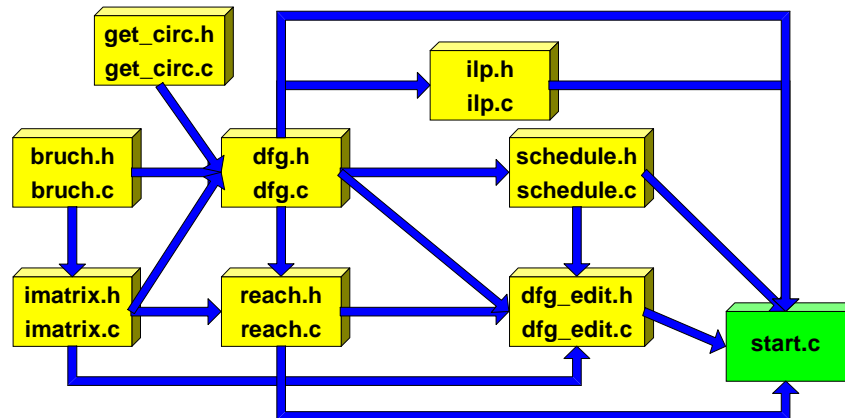 get_circ.h
get_circ.c
ilp.h
ilp.c
bruch.h
bruch.c
dfg.h
dfg.c
schedule.h
schedule.c
imatrix.h
imatrix.c
reach.h
reach.c
dfg_edit.h
dfg_edit.c
start.c